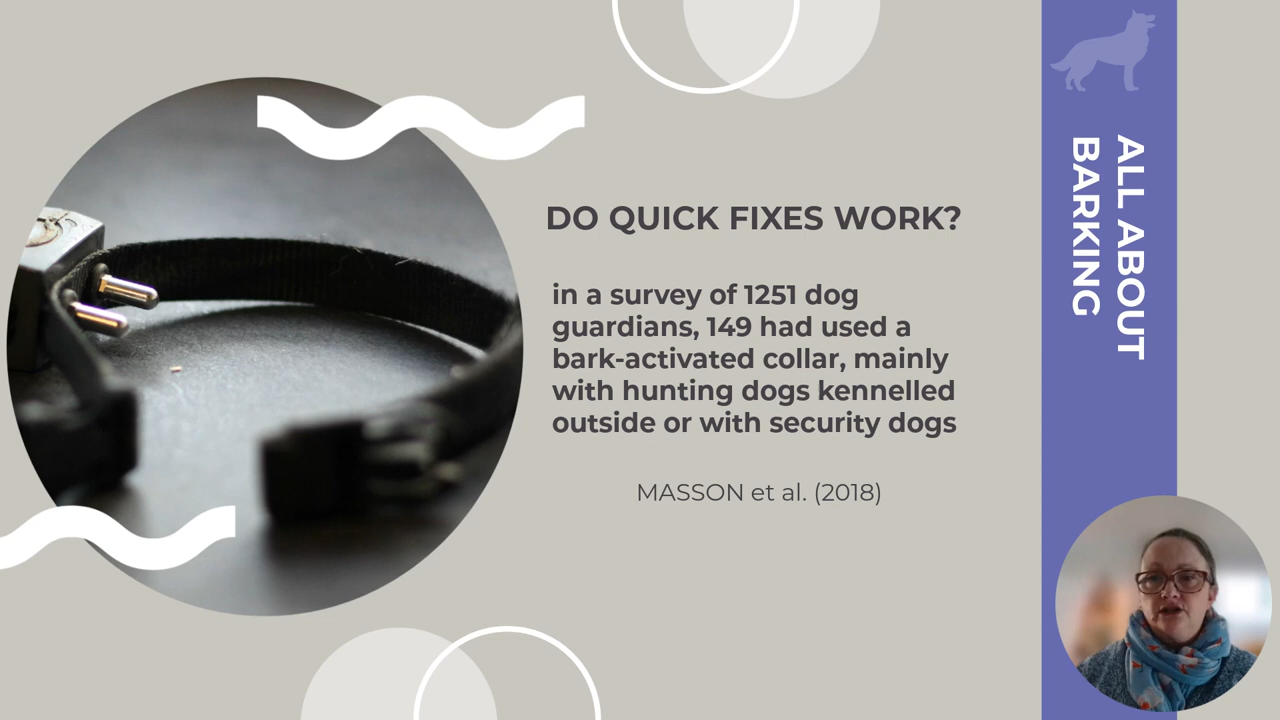 DO QUICK FIXES WORK?
in a survey of 1251 dog
guardians, 149 had used a
bark-activated collar, mainly
with hunting dogs kennelled
outside or with security dogs
MASSON et al. (2018)
ALL ABOUT
BARKING